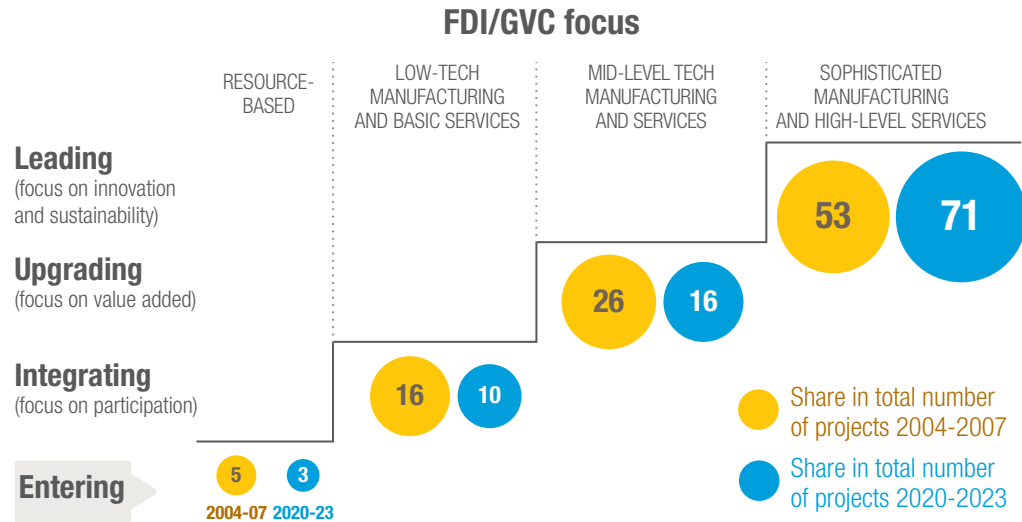 FDI/GVC focus
RESOURCE-
BASED
LOW-TECH
MANUFACTURING
AND BASIC SERVICES
MID-LEVEL TECH
MANUFACTURING
AND SERVICES
SOPHISTICATED
MANUFACTURING
AND HIGH-LEVEL SERVICES
Leading
(focus on innovation
and sustainability)
53
71
Upgrading
(focus on value added)
26
16
Integrating
(focus on participation)
16
10
Share in total number
of projects 2004-2007
Share in total number
of projects 2020-2023
Entering
5
3
2004-07 2020-23